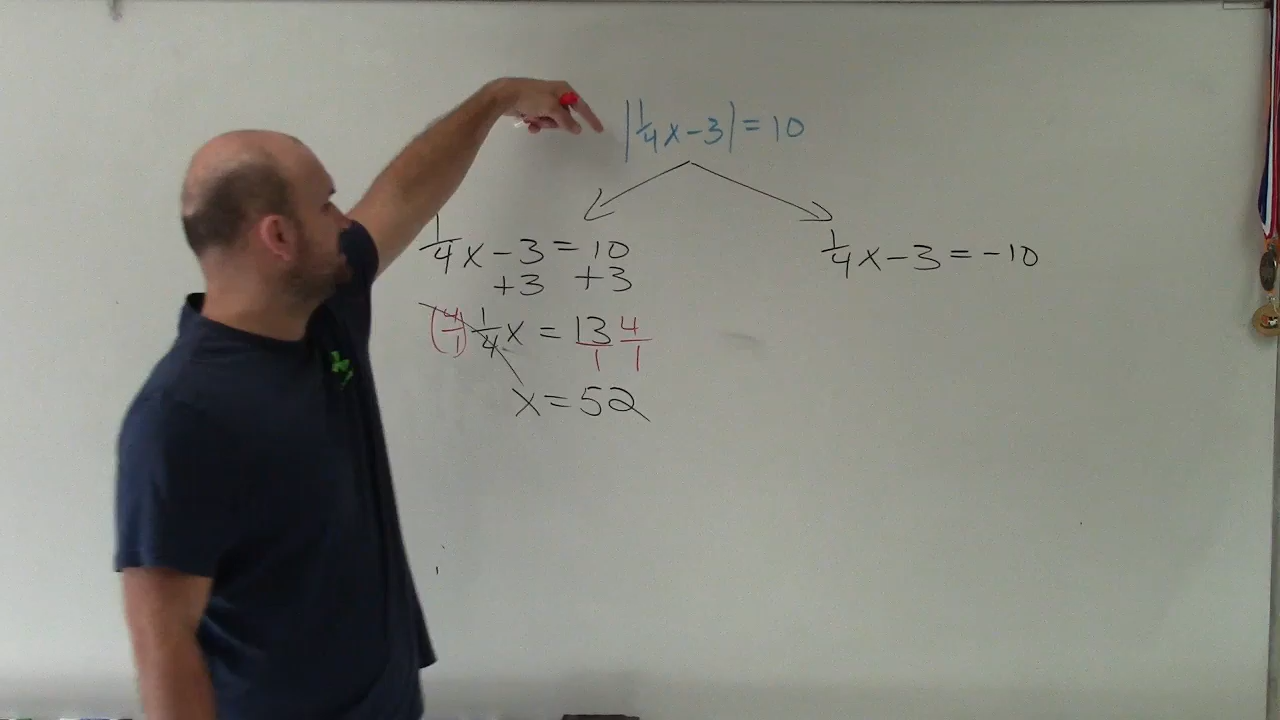 |1/4x-3|=10
1/4x-3=10
+3 +3
(4/1)1/4x=13/1 4/1
x=52
1/4x-3=-10